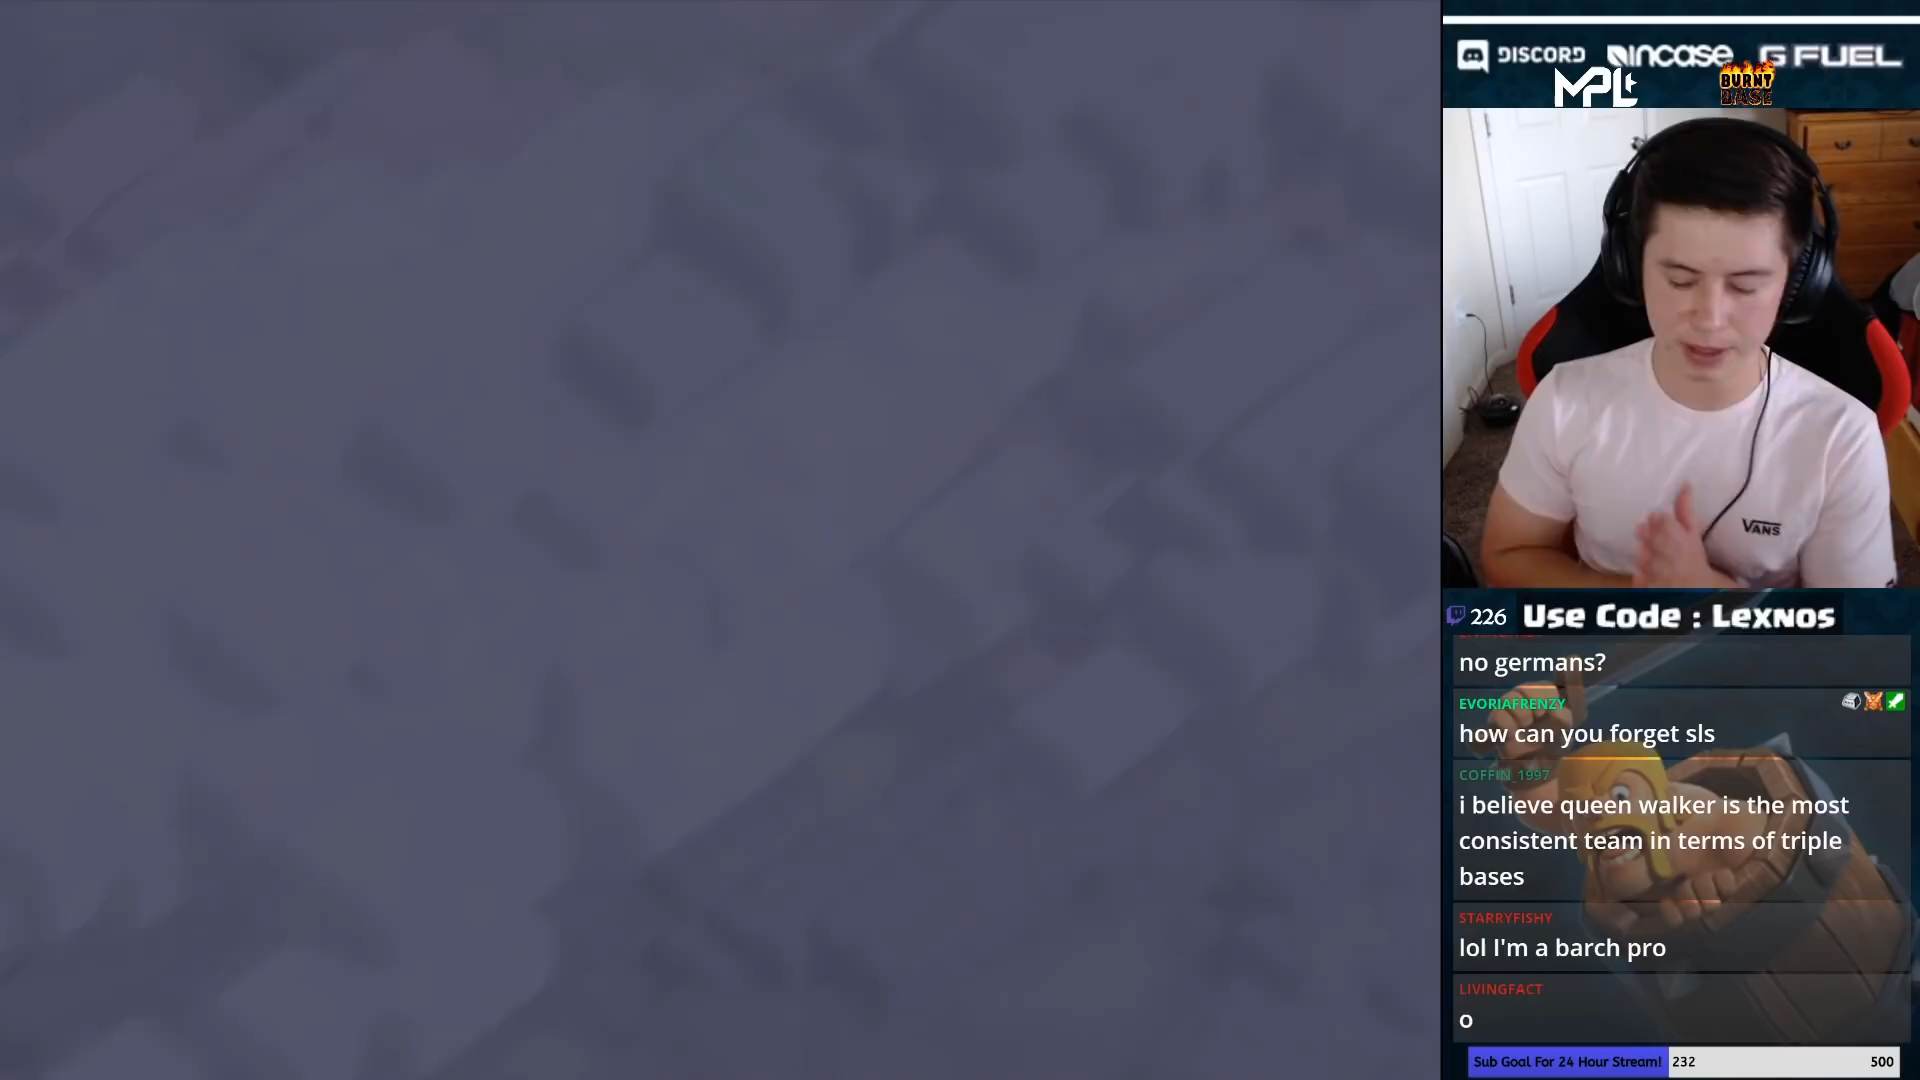 DISCORD incase G FUEL
MPL
BURNT
BASE
VANS
226 Use Code : Lexnos
no germans?
EVORIAFRENZY
how can you forget sls
COFFIN_1997
i believe queen walker is the most
consistent team in terms of triple
bases
STARRYFISHY
lol I'm a barch pro
LIVINGFACT
o
Sub Goal For 24 Hour Stream! 232 500